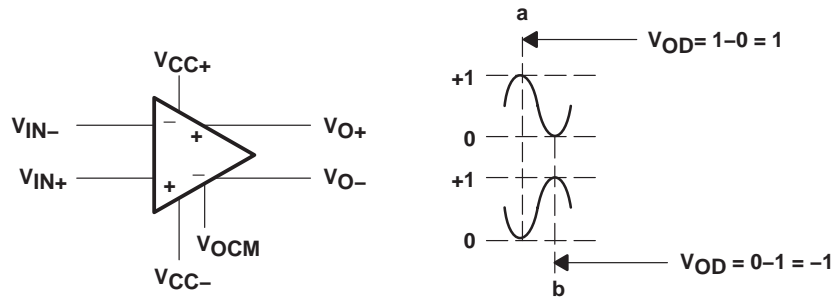 a
VOD= 1–0 = 1
VCC+
+1
VIN–
–
+
VO+
0
VIN+
+
–
VO–
+1
VOCM
0
VCC–
VOD = 0–1 = –1
b